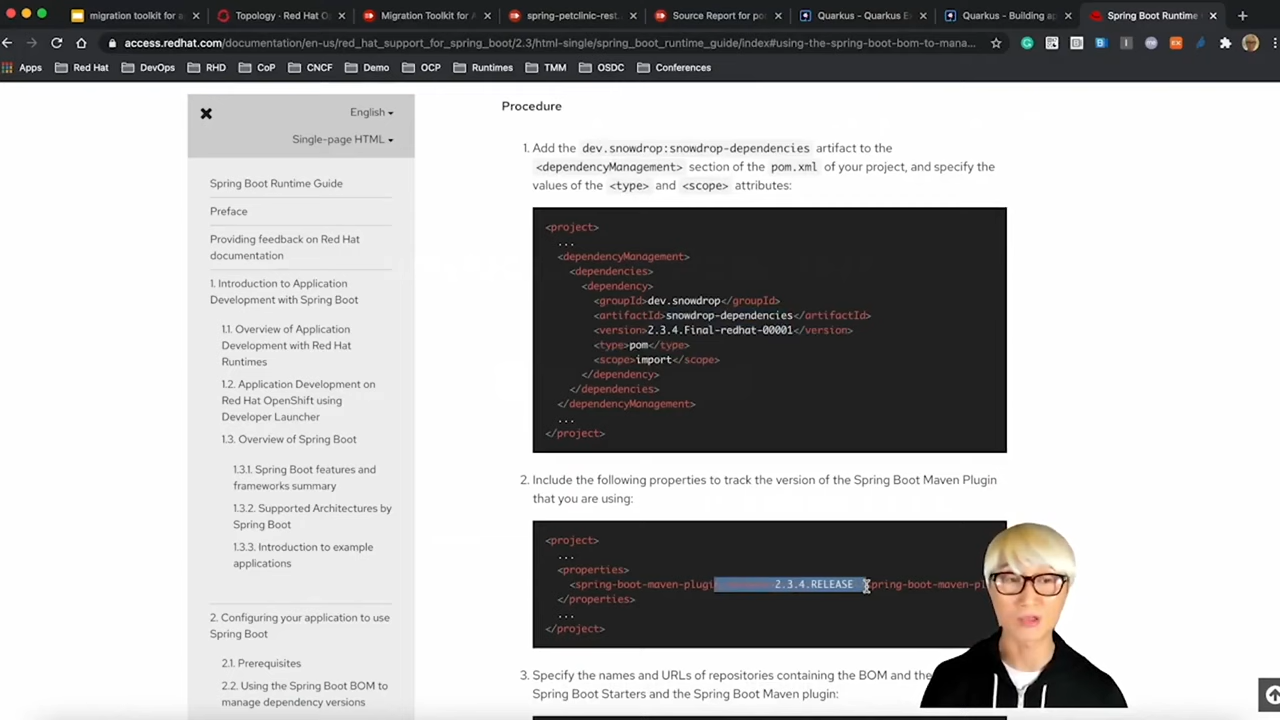 migration toolkit for a
Topology · Red Hat O
Migration Toolkit for A
spring-petclinic-rest.
Source Report for po
Quarkus - Quarkus E
Quarkus - Building ap
Spring Boot Runtime
access.redhat.com/documentation/en-us/red_hat_support_for_spring_boot/2.3/html-single/spring_boot_runtime_guide/index#using-the-spring-boot-bom-to-mana...
Apps
Red Hat
DevOps
RHD
CoP
CNCF
Demo
OCP
Runtimes
TMM
OSDC
Conferences
English
Single-page HTML
Spring Boot Runtime Guide
Preface
Providing feedback on Red Hat
documentation
1. Introduction to Application
Development with Spring Boot
1.1. Overview of Application
Development with Red Hat
Runtimes
1.2. Application Development on
Red Hat OpenShift using
Developer Launcher
1.3. Overview of Spring Boot
1.3.1. Spring Boot features and
frameworks summary
1.3.2. Supported Architectures by
Spring Boot
1.3.3. Introduction to example
applications
2. Configuring your application to use
Spring Boot
2.1. Prerequisites
2.2. Using the Spring Boot BOM to
manage dependency versions
Procedure
1. Add the dev.snowdrop:snowdrop-dependencies artifact to the
<dependencyManagement> section of the pom.xml of your project, and specify the
values of the <type> and <scope> attributes:
<project>
...
<dependencyManagement>
<dependencies>
<dependency>
<groupId>dev.snowdrop</groupId>
<artifactId>snowdrop-dependencies</artifactId>
<version>2.3.4.Final-redhat-00001</version>
<type>pom</type>
<scope>import</scope>
</dependency>
</dependencies>
</dependencyManagement>
...
</project>
2. Include the following properties to track the version of the Spring Boot Maven Plugin
that you are using:
<project>
...
<properties>
<spring-boot-maven-plugin 2.3.4.RELEASE spring-boot-maven-pl
</properties>
...
</project>
3. Specify the names and URLs of repositories containing the BOM and the
Spring Boot Starters and the Spring Boot Maven plugin: